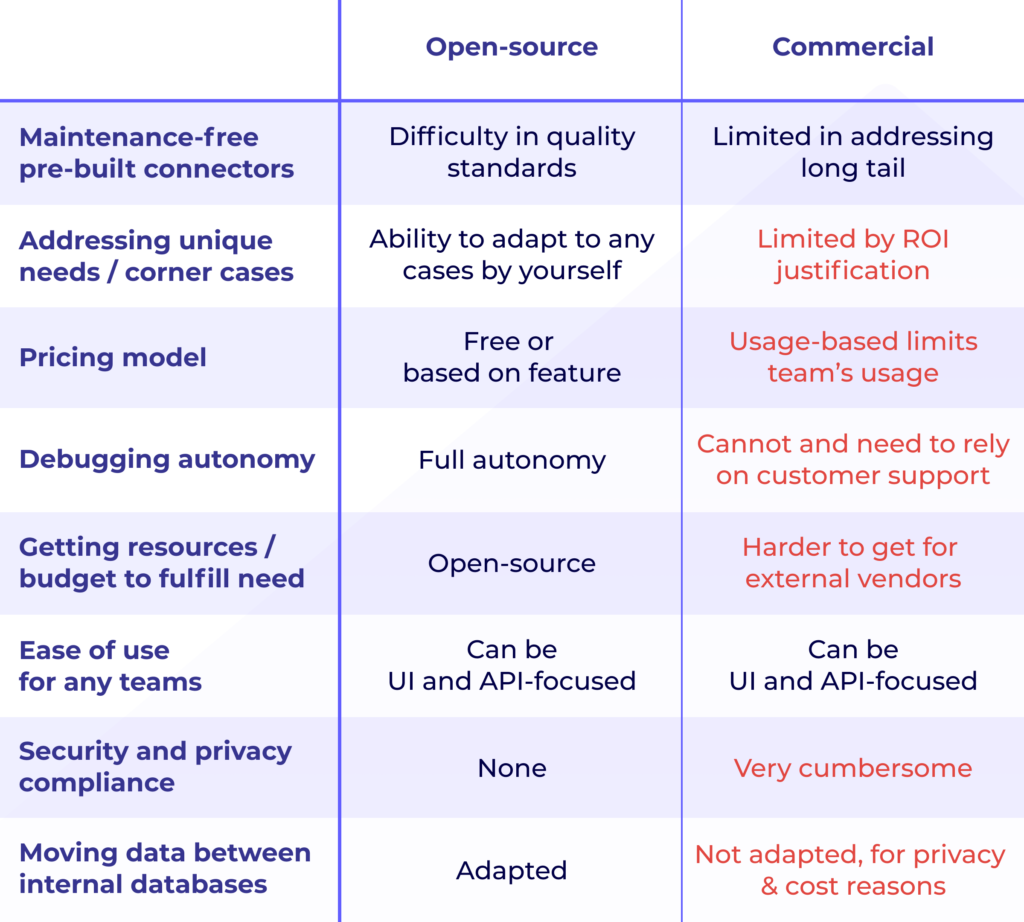 Open-source
Commercial
Maintenance-free
pre-built connectors
Difficulty in quality
standards
Limited in addressing
long tail
Addressing unique
needs / corner cases
Ability to adapt to any
cases by yourself
Limited by ROI
justification
Pricing model
Free or
based on feature
Usage-based limits
team’s usage
Debugging autonomy
Full autonomy
Cannot and need to rely
on customer support
Getting resources /
budget to fulfill need
Open-source
Harder to get for
external vendors
Ease of use
for any teams
Can be
UI and API-focused
Can be
UI and API-focused
Security and privacy
compliance
None
Very cumbersome
Moving data between
internal databases
Adapted
Not adapted, for privacy
& cost reasons